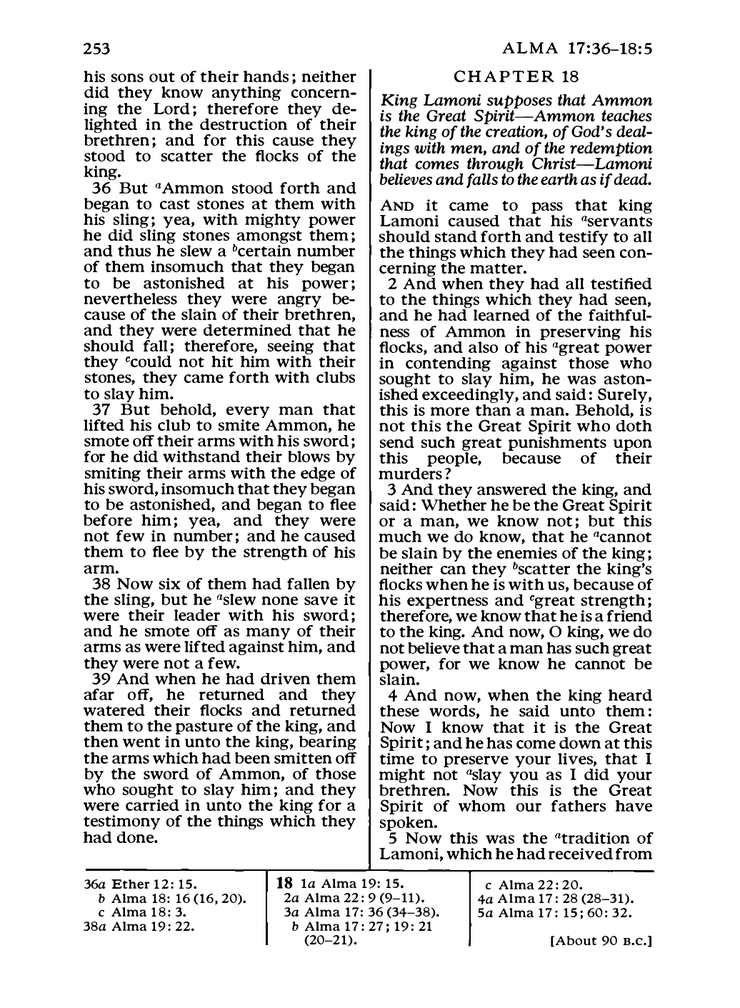 253
ALMA 17:36–18:5
his sons out of their hands; neither
did they know anything concern-
ing the Lord; therefore they de-
lighted in the destruction of their
brethren; and for this cause they
stood to scatter the flocks of the
king.
36 But aAmmon stood forth and
began to cast stones at them with
his sling; yea, with mighty power
he did sling stones amongst them;
and thus he slew a bcertain number
of them insomuch that they began
to be astonished at his power;
nevertheless they were angry be-
cause of the slain of their brethren,
and they were determined that he
should fall; therefore, seeing that
they ccould not hit him with their
stones, they came forth with clubs
to slay him.
37 But behold, every man that
lifted his club to smite Ammon, he
smote off their arms with his sword;
for he did withstand their blows by
smiting their arms with the edge of
his sword, insomuch that they began
to be astonished, and began to flee
before him; yea, and they were
not few in number; and he caused
them to flee by the strength of his
arm.
38 Now six of them had fallen by
the sling, but he aslew none save it
were their leader with his sword;
and he smote off as many of their
arms as were lifted against him, and
they were not a few.
39 And when he had driven them
afar off, he returned and they
watered their flocks and returned
them to the pasture of the king, and
then went in unto the king, bearing
the arms which had been smitten off
by the sword of Ammon, of those
who sought to slay him; and they
were carried in unto the king for a
testimony of the things which they
had done.
CHAPTER 18
King Lamoni supposes that Ammon
is the Great Spirit—Ammon teaches
the king of the creation, of God's deal-
ings with men, and of the redemption
that comes through Christ—Lamoni
believes and falls to the earth as if dead.
AND it came to pass that king
Lamoni caused that his aservants
should stand forth and testify to all
the things which they had seen con-
cerning the matter.
2 And when they had all testified
to the things which they had seen,
and he had learned of the faithful-
ness of Ammon in preserving his
flocks, and also of his agreat power
in contending against those who
sought to slay him, he was aston-
ished exceedingly, and said: Surely,
this is more than a man. Behold, is
not this the Great Spirit who doth
send such great punishments upon
this people, because of their
murders?
3 And they answered the king, and
said: Whether he be the Great Spirit
or a man, we know not; but this
much we do know, that he acannot
be slain by the enemies of the king;
neither can they bscatter the king's
flocks when he is with us, because of
his expertness and cgreat strength;
therefore, we know that he is a friend
to the king. And now, O king, we do
not believe that a man has such great
power, for we know he cannot be
slain.
4 And now, when the king heard
these words, he said unto them:
Now I know that it is the Great
Spirit; and he has come down at this
time to preserve your lives, that I
might not aslay you as I did your
brethren. Now this is the Great
Spirit of whom our fathers have
spoken.
5 Now this was the atradition of
Lamoni, which he had received from
36a Ether 12: 15.
b Alma 18: 16 (16, 20).
c Alma 18: 3.
38a Alma 19: 22.
18 1a Alma 19: 15.
2a Alma 22: 9 (9–11).
3a Alma 17: 36 (34–38).
b Alma 17: 27; 19: 21
(20–21).
c Alma 22: 20.
4a Alma 17: 28 (28–31).
5a Alma 17: 15; 60: 32.
[About 90 B.C.]